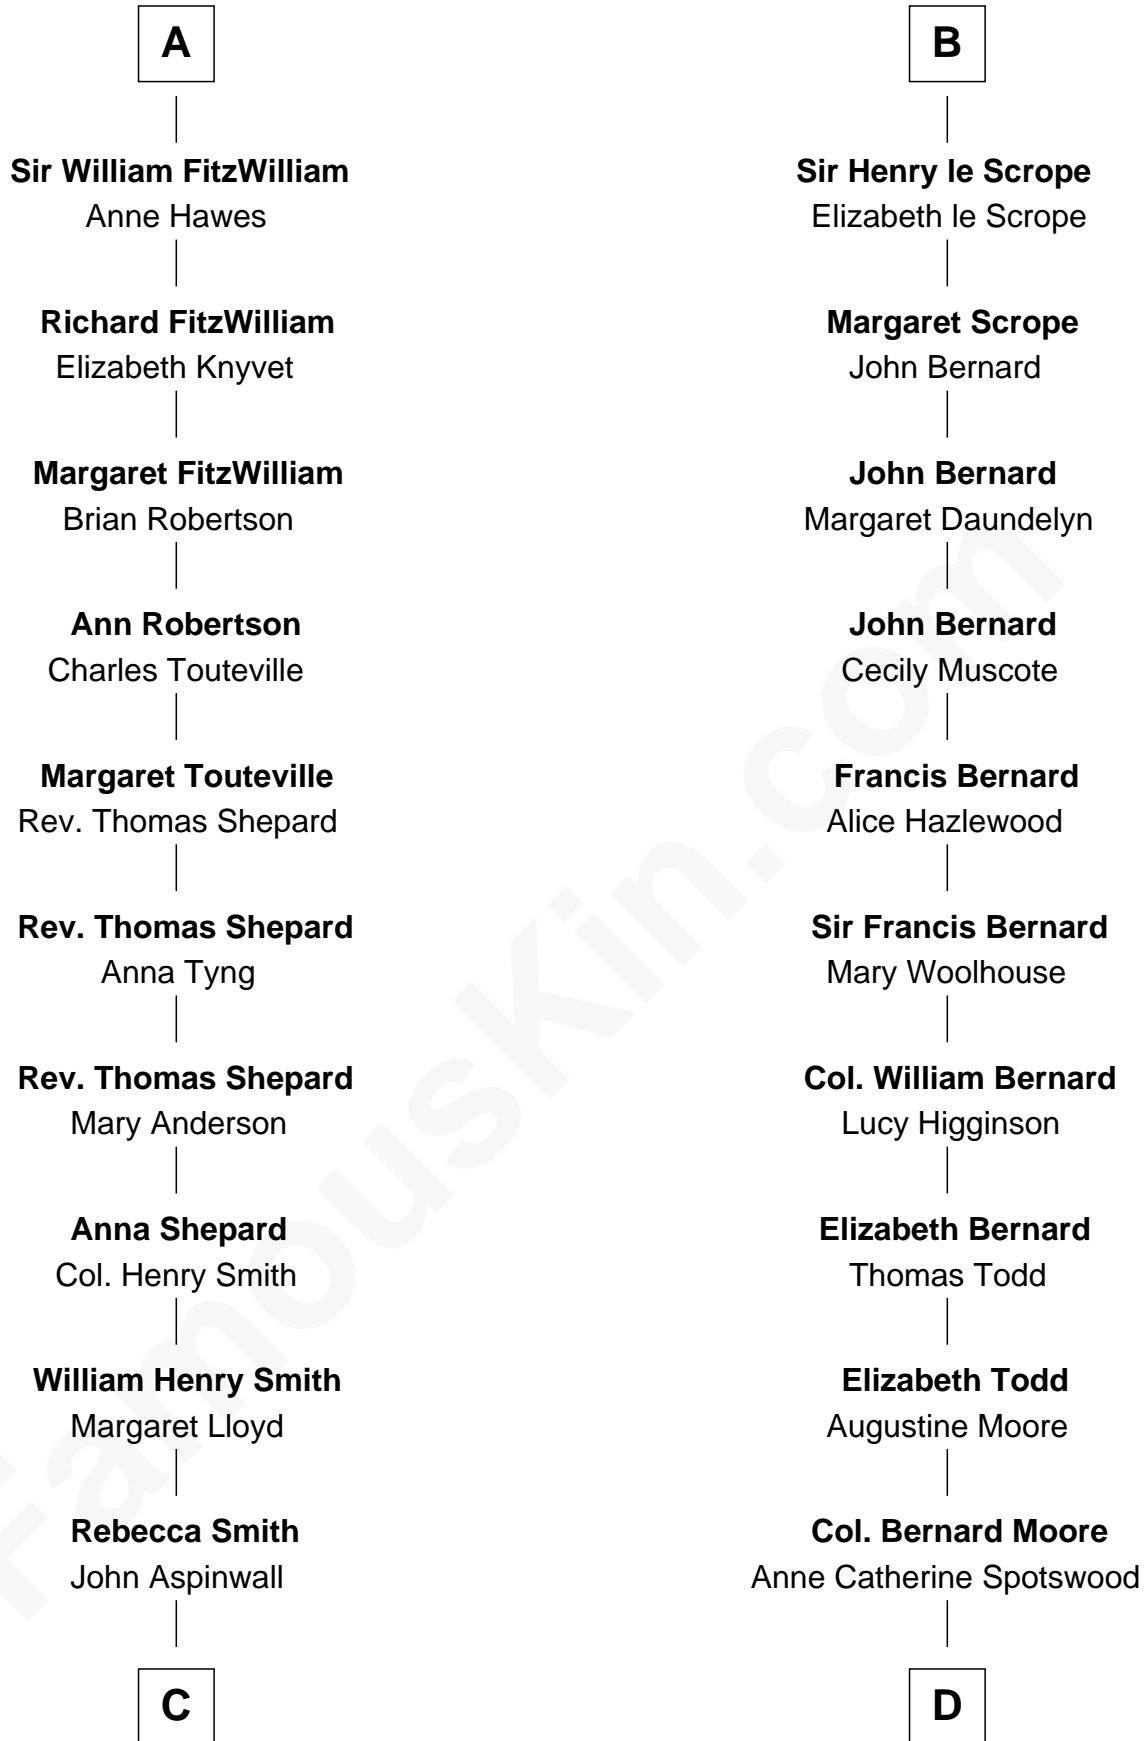 A
Sir William FitzWilliam
Anne Hawes
Richard FitzWilliam
Elizabeth Knyvet
Margaret FitzWilliam
Brian Robertson
Ann Robertson
Charles Touteville
Margaret Touteville
Rev. Thomas Shepard
Rev. Thomas Shepard
Anna Tyng
Rev. Thomas Shepard
Mary Anderson
Anna Shepard
Col. Henry Smith
William Henry Smith
Margaret Lloyd
Rebecca Smith
John Aspinwall
C
B
Sir Henry le Scrope
Elizabeth le Scrope
Margaret Scrope
John Bernard
John Bernard
Margaret Daundelyn
John Bernard
Cecily Muscote
Francis Bernard
Alice Hazlewood
Sir Francis Bernard
Mary Woolhouse
Col. William Bernard
Lucy Higginson
Elizabeth Bernard
Thomas Todd
Elizabeth Todd
Augustine Moore
Col. Bernard Moore
Anne Catherine Spotswood
D
FamousKin.com